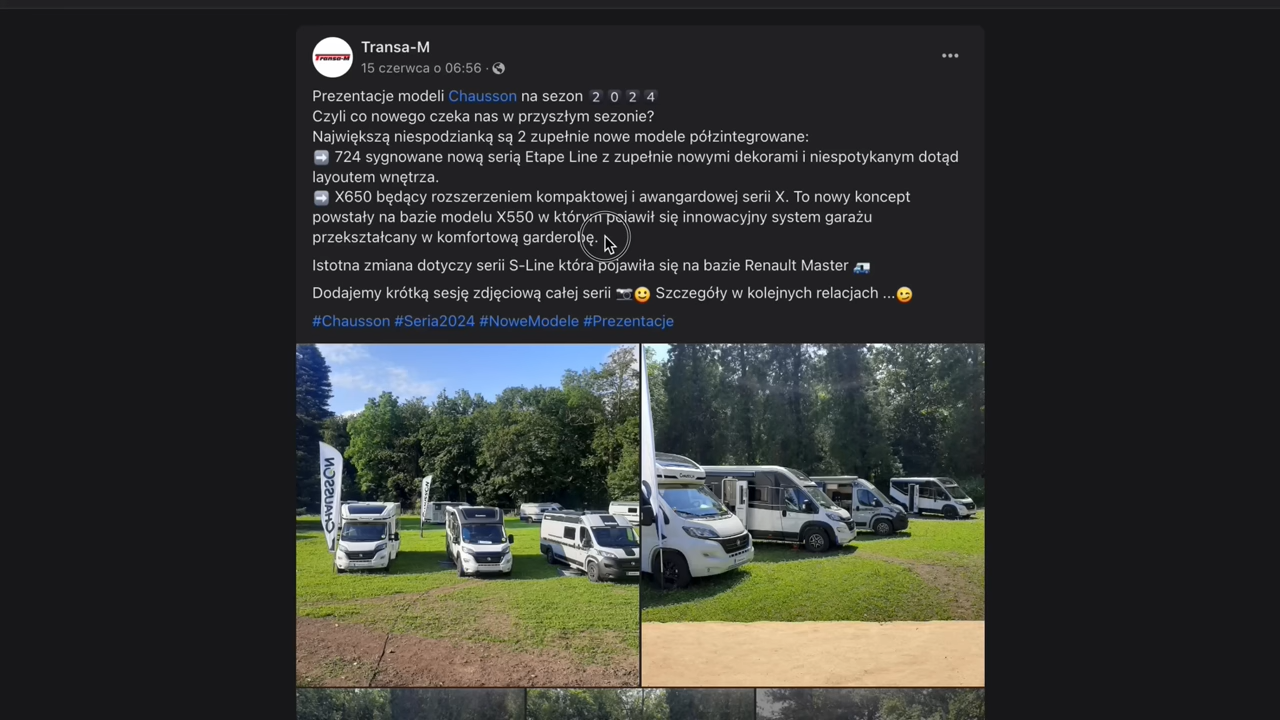 Transa-M
Transa-M
15 czerwca o 06:56 ·
Prezentacje modeli Chausson na sezon 2 0 2 4
Czyli co nowego czeka nas w przyszłym sezonie?
Największą niespodzianką są 2 zupełnie nowe modele półzintegrowane:
➡️ 724 sygnowane nową serią Etape Line z zupełnie nowymi dekorami i niespotykanym dotąd
layoutem wnętrza.
➡️ X650 będący rozszerzeniem kompaktowej i awangardowej serii X. To nowy koncept
powstały na bazie modelu X550 w którym pojawił się innowacyjny system garażu
przekształcany w komfortową garderobę.
Istotna zmiana dotyczy serii S-Line która pojawiła się na bazie Renault Master 🚐
Dodajemy krótką sesję zdjęciową całej serii 📷🙂 Szczegóły w kolejnych relacjach ...😉
#Chausson #Seria2024 #NoweModele #Prezentacje
CHAUSSON